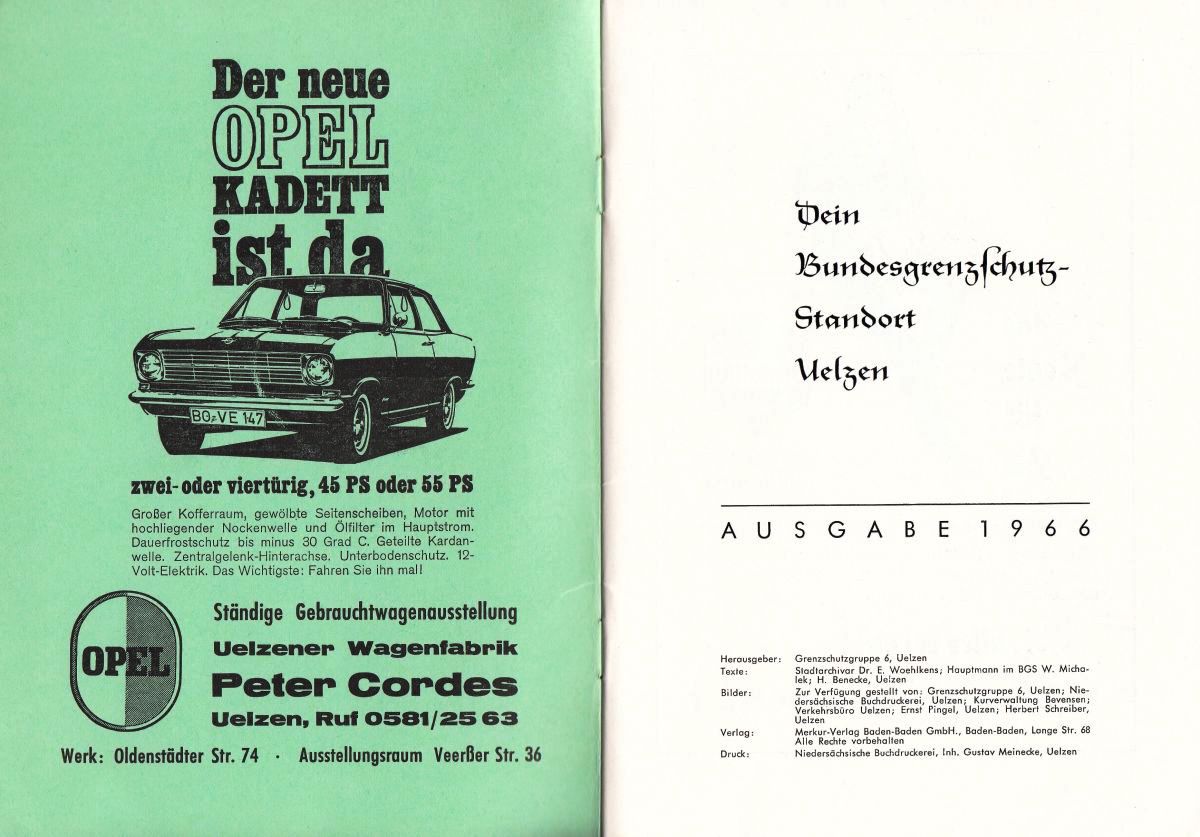 Der neue
OPEL
KADETT
ist da
BO-VE 147
zwei- oder viertürig, 45 PS oder 55 PS
Großer Kofferraum, gewölbte Seitenscheiben, Motor mit
hochliegender Nockenwelle und Ölfilter im Hauptstrom.
Dauerfrostschutz bis minus 30 Grad C. Geteilte Kardan-
welle. Zentralgelenk-Hinterachse. Unterbodenschutz. 12-
Volt-Elektrik. Das Wichtigste: Fahren Sie ihn mal!
OPEL
Ständige Gebrauchtwagenausstellung
Uelzener Wagenfabrik
Peter Cordes
Uelzen, Ruf 0581/25 63
Werk: Oldenstädter Str. 74 · Ausstellungsraum Veerßer Str. 36
Dein
Bundesgrenzschutz-
Standort
Uelzen
AUSGABE 1966
Herausgeber: Grenzschutzgruppe 6, Uelzen
Texte: Stadtarchivar Dr. E. Woehlkens; Hauptmann im BGS W. Micha-
lek; H. Benecke, Uelzen
Bilder: Zur Verfügung gestellt von: Grenzschutzgruppe 6, Uelzen; Nie-
dersächsische Buchdruckerei, Uelzen; Kurverwaltung Bevensen;
Verkehrsbüro Uelzen; Ernst Pingel, Uelzen; Herbert Schreiber,
Uelzen
Verlag: Merkur-Verlag Baden-Baden GmbH., Baden-Baden, Lange Str. 68
Alle Rechte vorbehalten
Druck: Niedersächsische Buchdruckerei, Inh. Gustav Meinecke, Uelzen